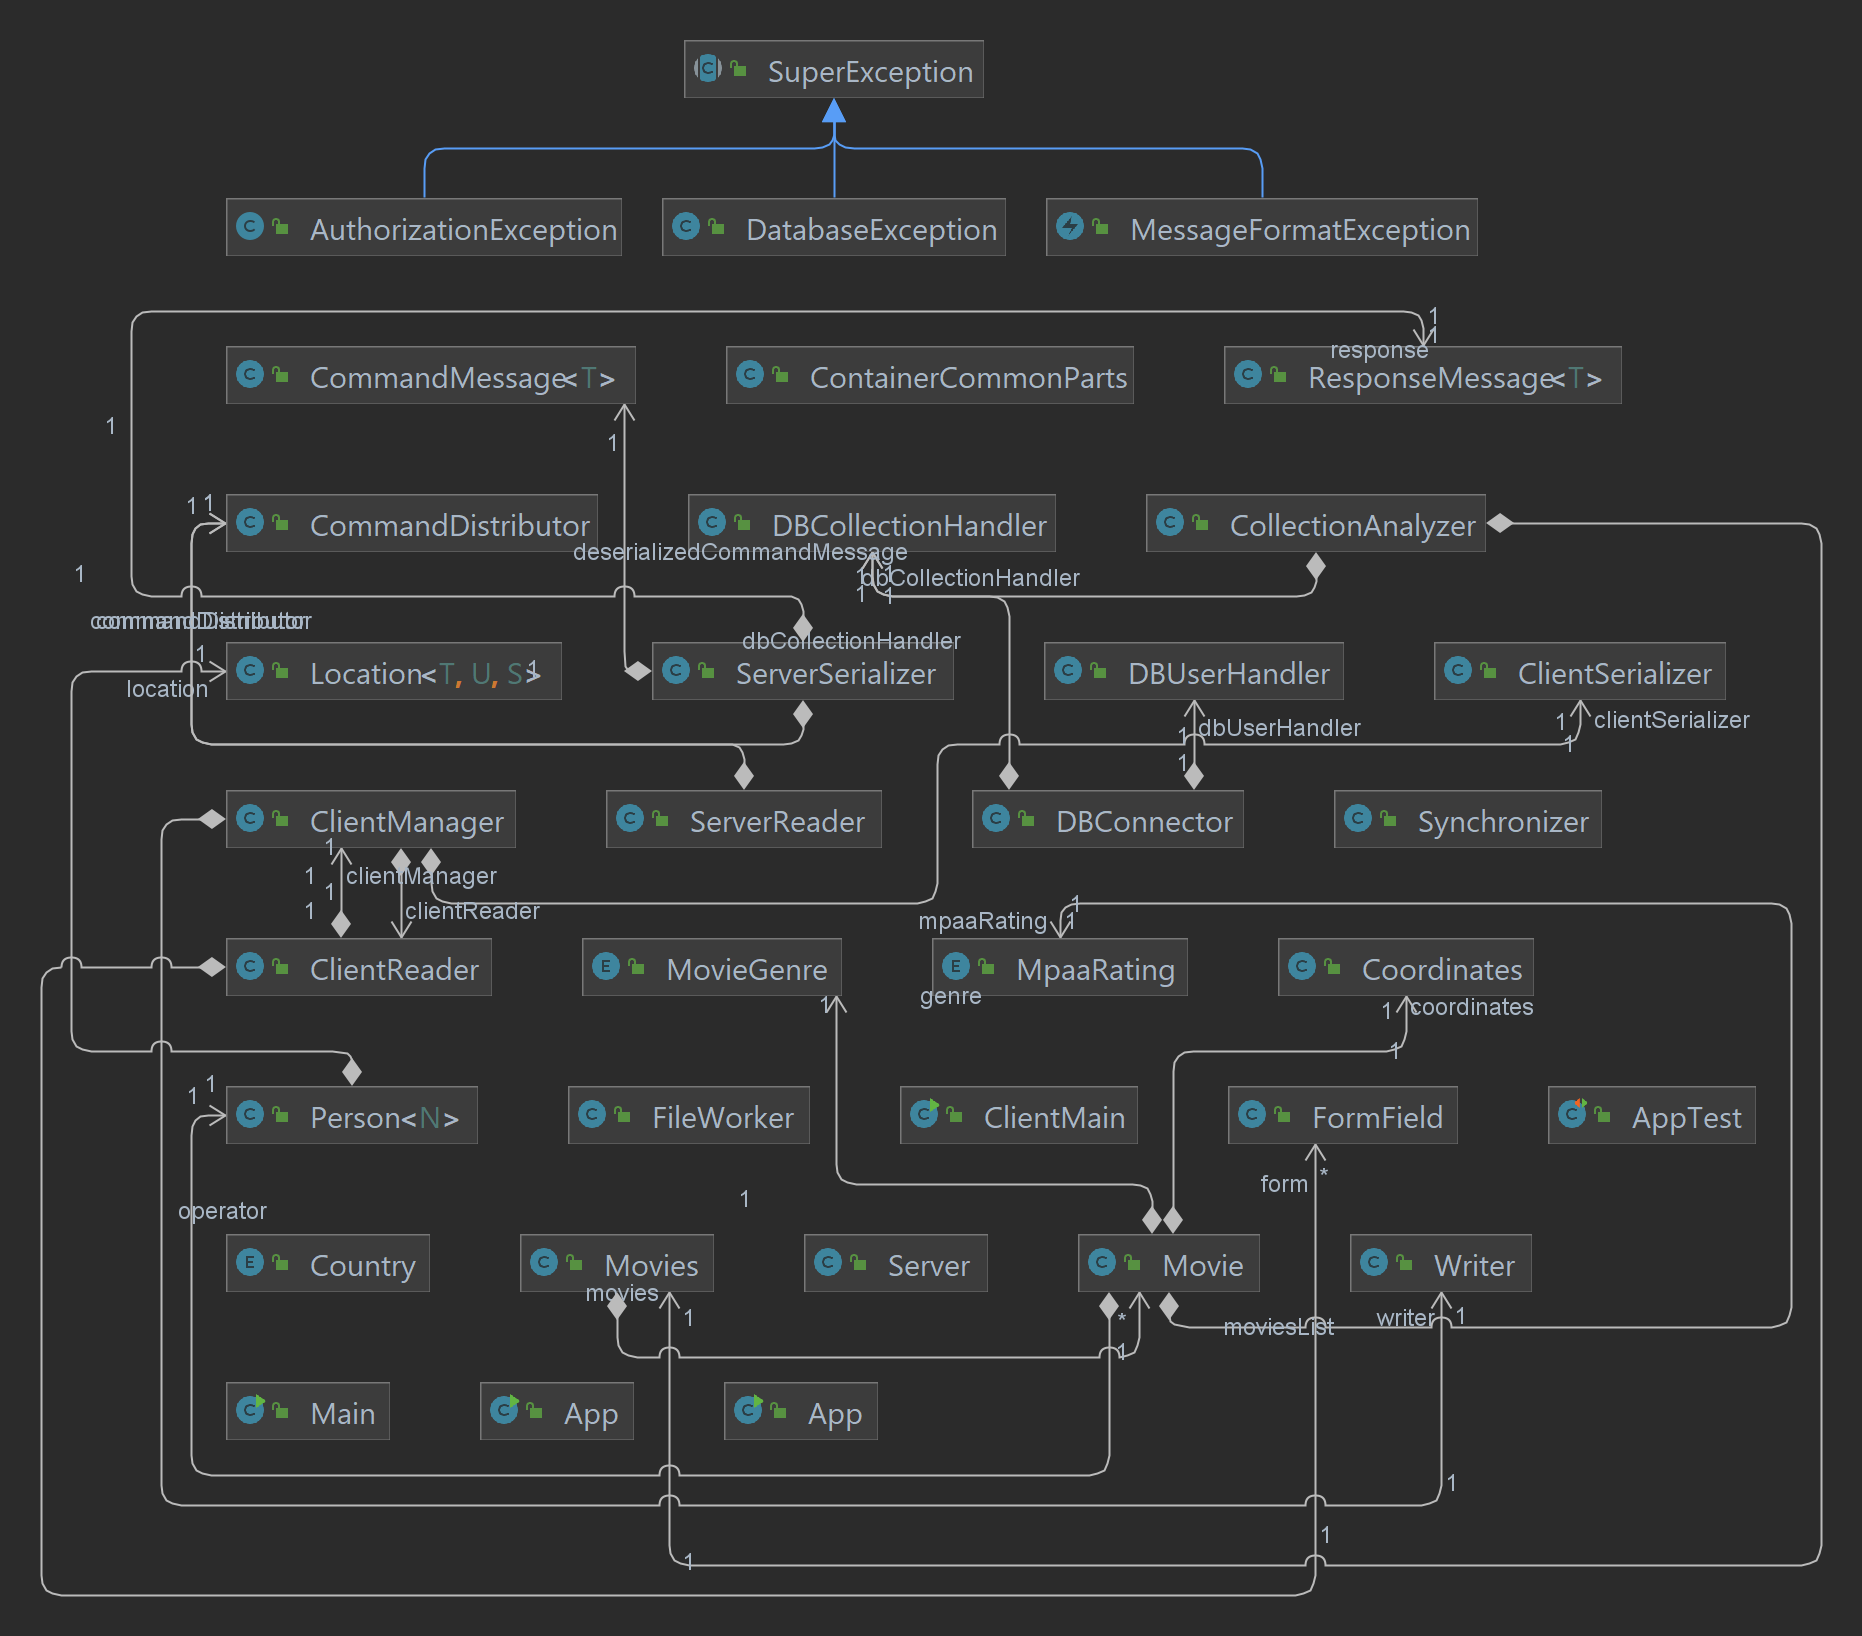 SuperException
AuthorizationException
DatabaseException
MessageFormatException
1
1
response
CommandMessage<T>
ContainerCommonParts
ResponseMessage<T>
1
1
1 1
CommandDistributor
DBCollectionHandler
CollectionAnalyzer
deserializedCommandMessage
1
1 1
dbCollectionHandler
1 1
commandDistributor
commandDistributor
dbCollectionHandler
1
location
Location<T, U, S>
1
ServerSerializer
DBUserHandler
ClientSerializer
1
clientSerializer
1
dbUserHandler
1
1
ClientManager
ServerReader
DBConnector
Synchronizer
1
1
clientManager
1
1
clientReader
1
mpaaRating
1
ClientReader
MovieGenre
MpaaRating
Coordinates
1
genre
1
coordinates
1
1
1
Person<N>
FileWorker
ClientMain
FormField
AppTest
*
form
1
operator
Country
Movies
Server
Movie
Writer
movies
1
*
moviesList
writer
1
1
Main
App
App
1
1
1